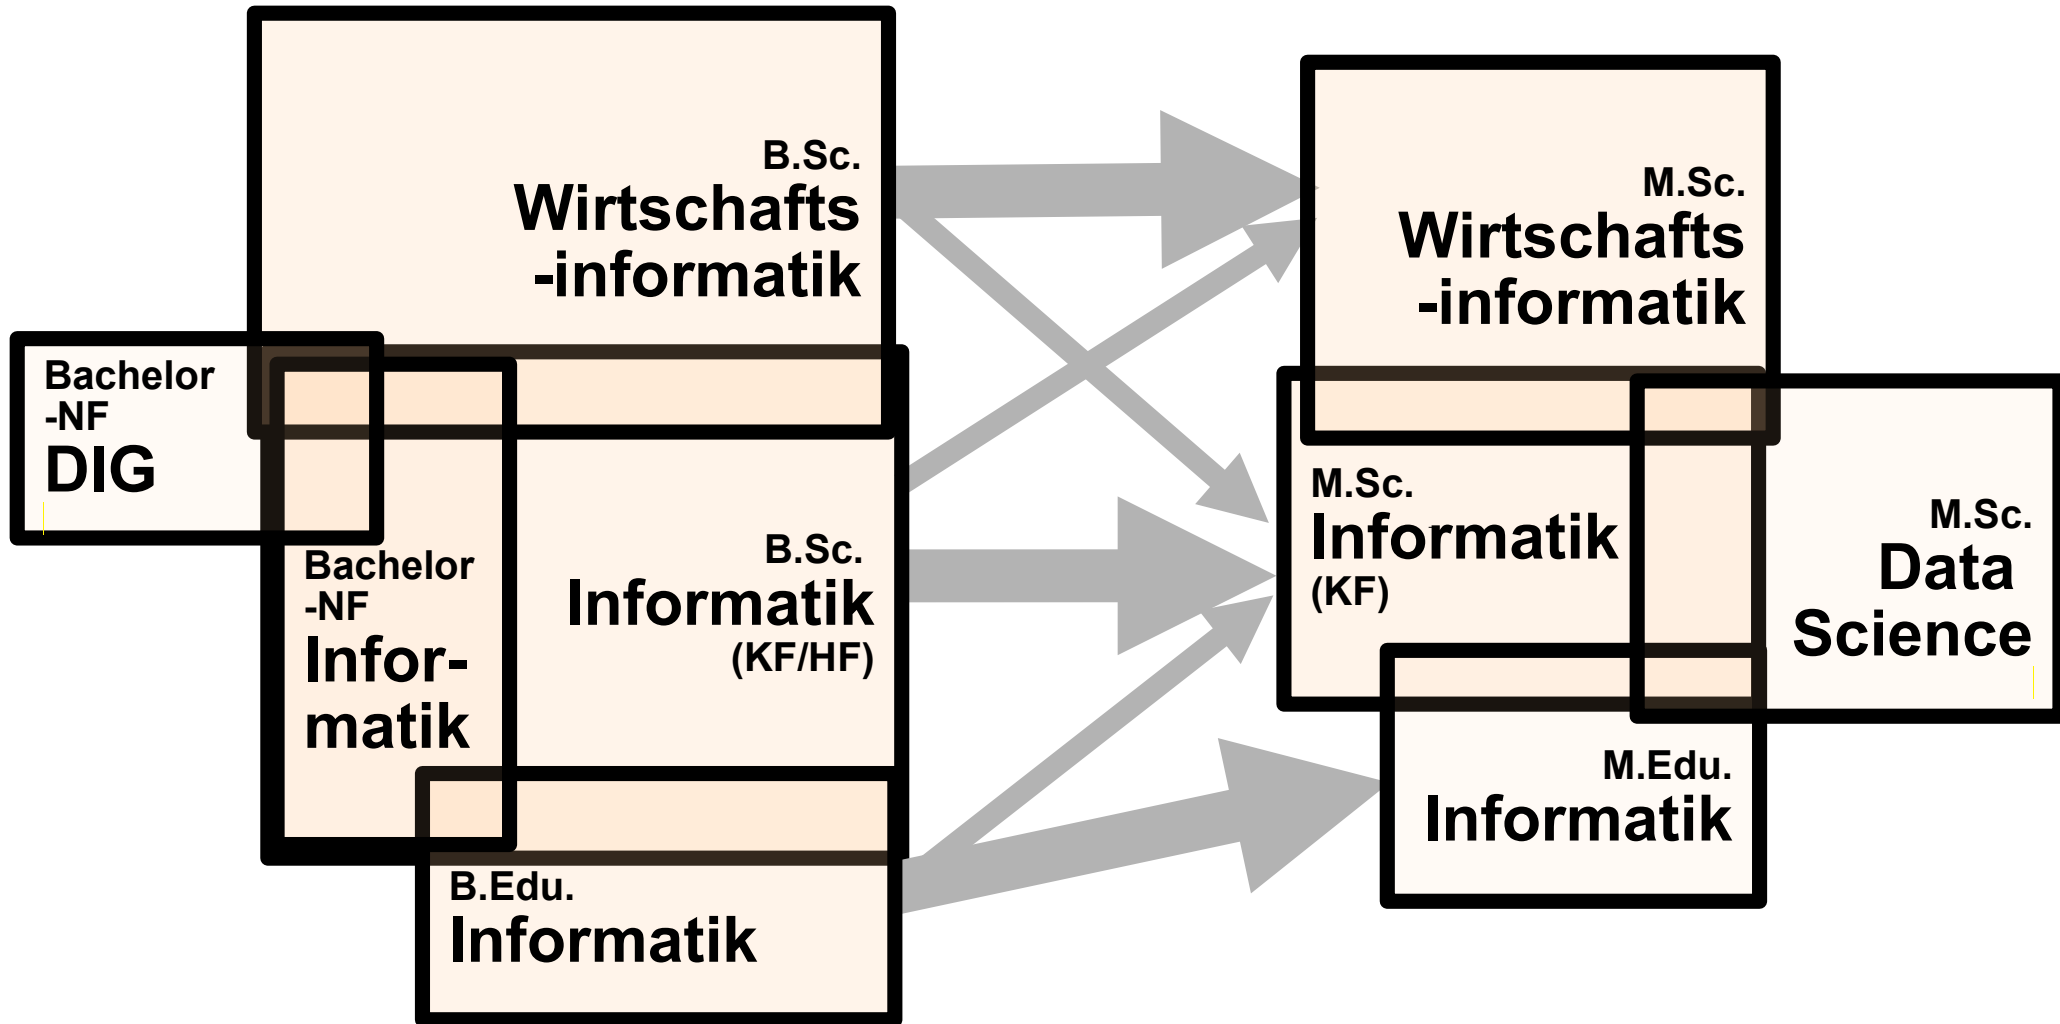 B.Sc.
Wirtschafts
-informatik
Bachelor
-NF
DIG
Bachelor
-NF
Infor-
matik
B.Sc.
Informatik
(KF/HF)
B.Edu.
Informatik
M.Sc.
Wirtschafts
-informatik
M.Sc.
Informatik
(KF)
M.Sc.
Data
Science
M.Edu.
Informatik